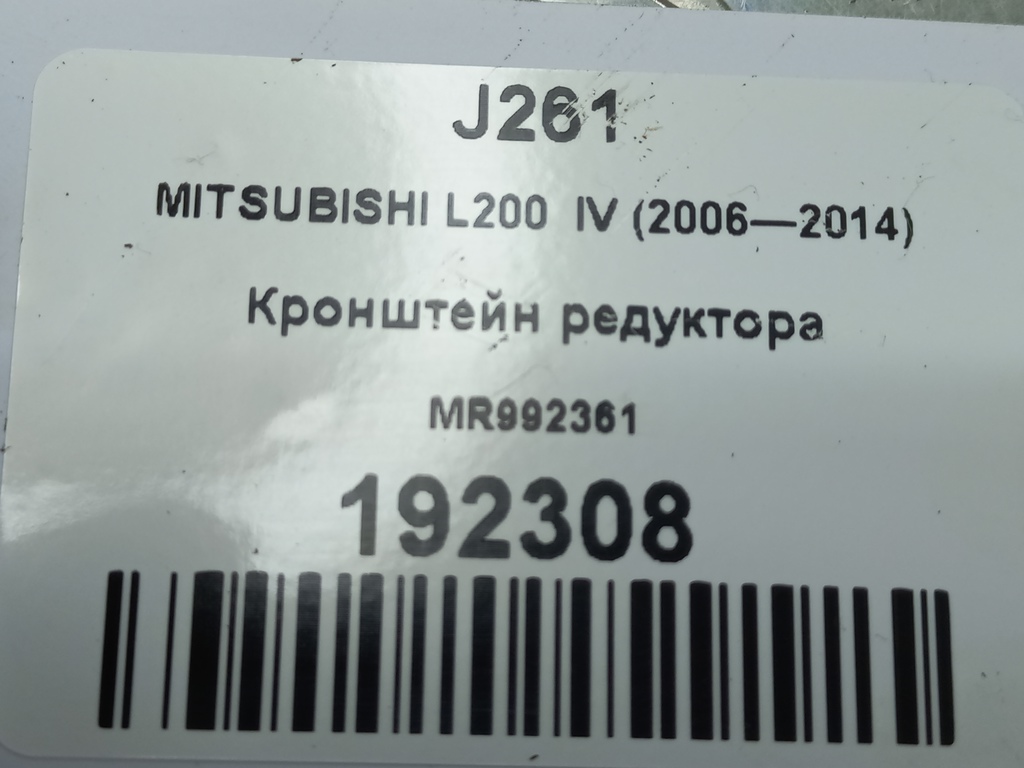 J261
MITSUBISHI L200 IV (2006—2014)
Кронштейн редуктора
MR992361
192308